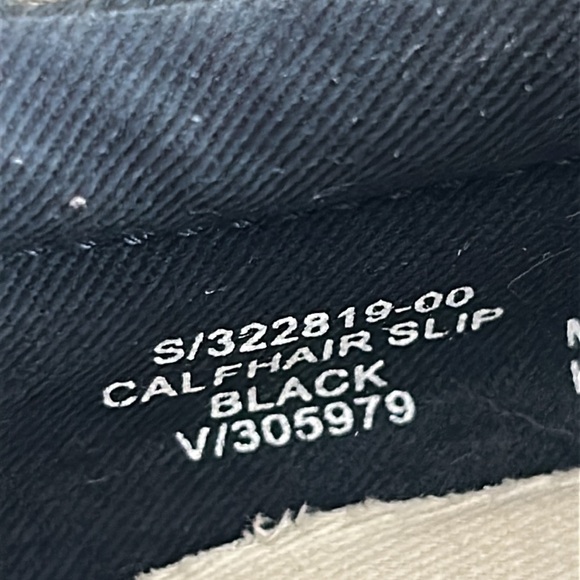 S/322819-00
CALFHAIR SLIP
BLACK
V/305979